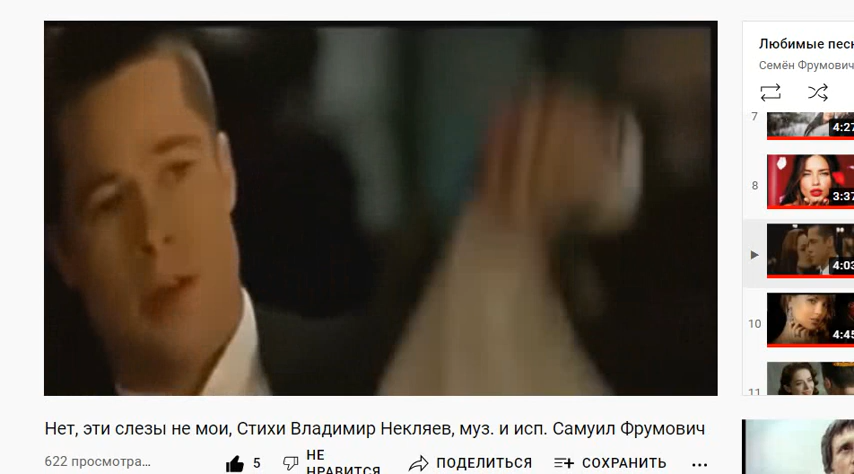 Любимые песн
Семён Фрумович
7
4:27
8
3:37
4:03
10
4:45
11
Нет, эти слезы не мои, Стихи Владимир Некляев, муз. и исп. Самуил Фрумович
622 просмотра...
5
НЕ
НРАВИТСЯ
ПОДЕЛИТЬСЯ
СОХРАНИТЬ